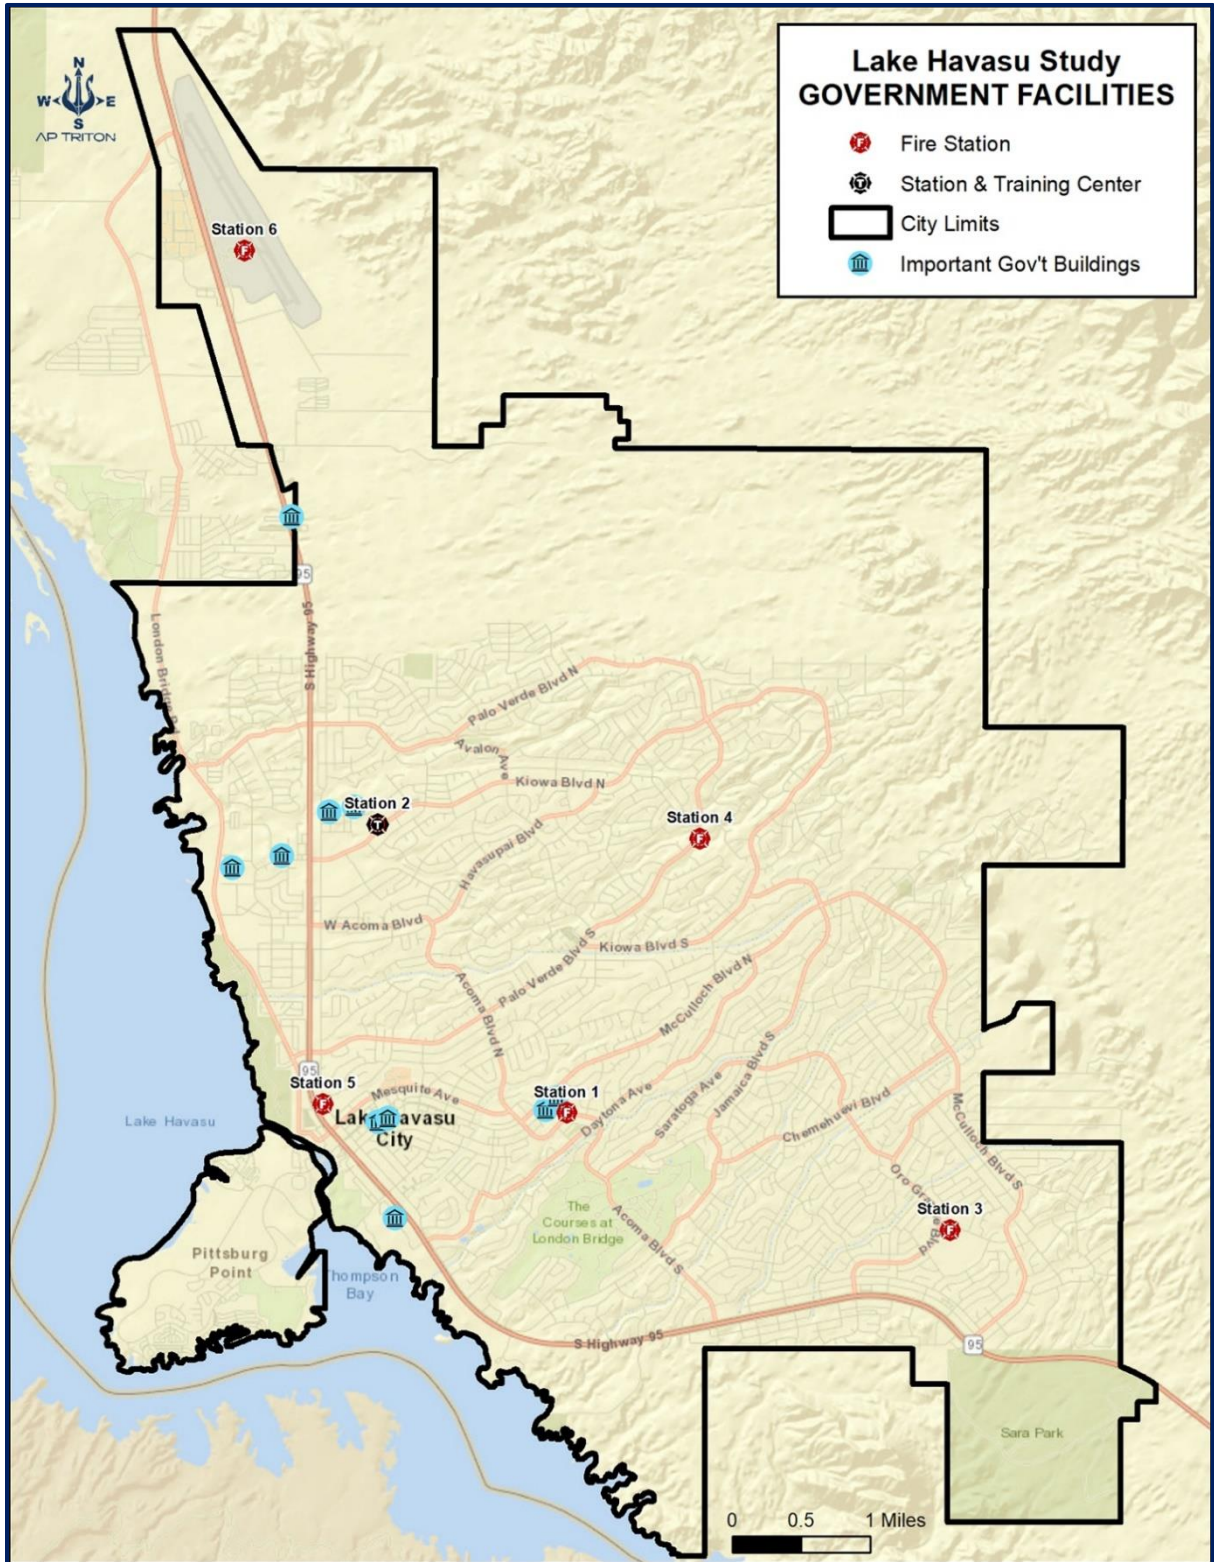 Lake Havasu Study
GOVERNMENT FACILITIES
Fire Station
Station & Training Center
City Limits
Important Gov't Buildings
N
W E
S
AP TRITON
Station 6
95
S Highway 95
London Bridge Rd
Palo Verde Blvd N
Avalon Ave
Kiowa Blvd N
Station 2
Station 4
Havasupai Blvd
W Acoma Blvd
Kiowa Blvd S
Palo Verde Blvd S
Acoma Blvd N
McCulloch Blvd N
95
Station 5
Mesquite Ave
Station 1
Daytona Ave
Saratoga Ave
Jamaica Blvd S
Chemehuevi Blvd
McCulloch Blvd S
Lake Havasu
City
Lake Havasu
Oro Grande Blvd
Station 3
The
Courses at
London Bridge
Acoma Blvd S
Pittsburg
Point
Thompson
Bay
S Highway 95
95
Sara Park
0 0.5 1 Miles